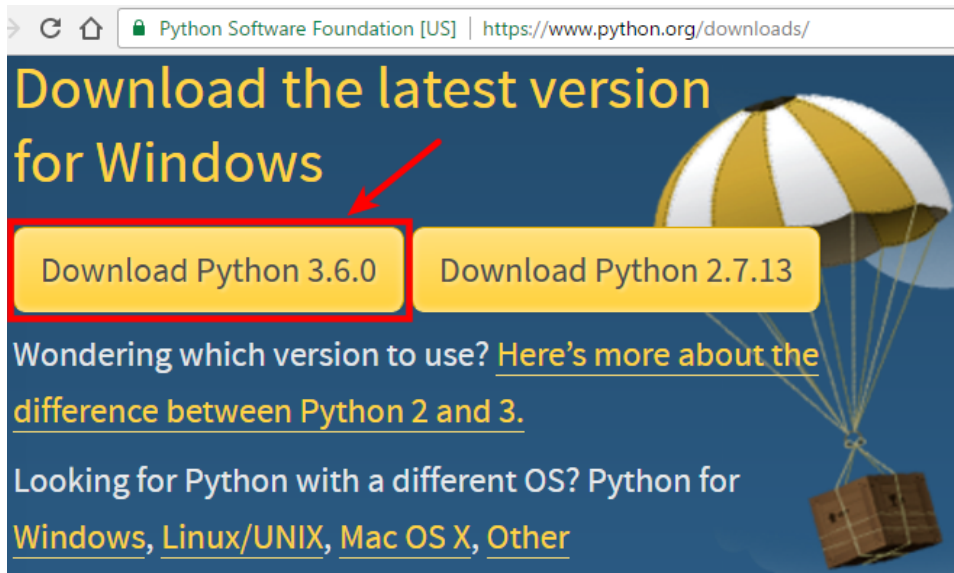 Python Software Foundation [US] | https://www.python.org/downloads/
Download the latest version
for Windows
Download Python 3.6.0
Download Python 2.7.13
Wondering which version to use? Here’s more about the
difference between Python 2 and 3.
Looking for Python with a different OS? Python for
Windows, Linux/UNIX, Mac OS X, Other